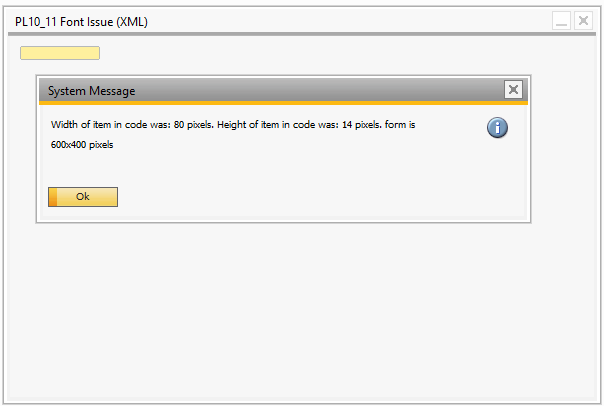 PL10_11 Font Issue (XML)
System Message
Width of item in code was: 80 pixels. Height of item in code was: 14 pixels. form is
600x400 pixels
Ok